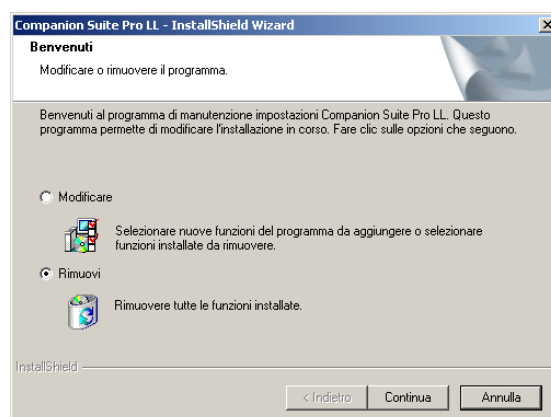 Companion Suite Pro LL - InstallShield Wizard
Benvenuti
Modificare o rimuovere il programma.
Benvenuti al programma di manutenzione impostazioni Companion Suite Pro LL. Questo
programma permette di modificare l'installazione in corso. Fare clic sulle opzioni che seguono.
Modificare
Selezionare nuove funzioni del programma da aggiungere o selezionare
funzioni installate da rimuovere.
Rimuovi
Rimuovere tutte le funzioni installate.
InstallShield
< Indietro Continua Annulla